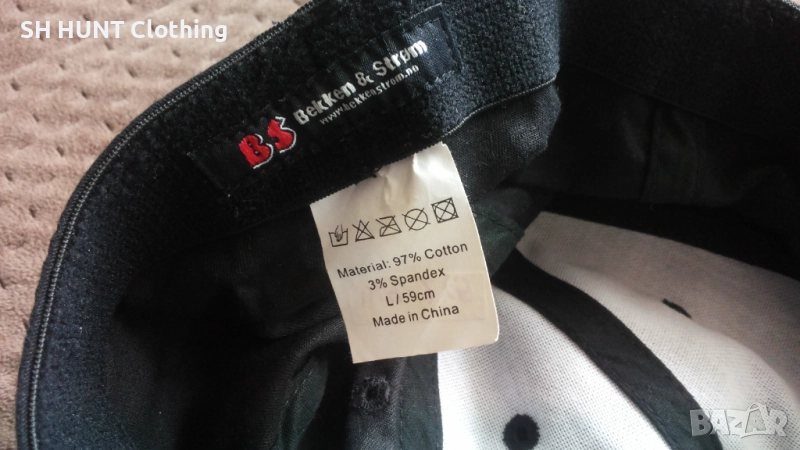 SH HUNT Clothing
BS Bekken & Strøm
www.bekkenstrom.no
Material: 97% Cotton
3% Spandex
L / 59cm
Made in China
BAZAR